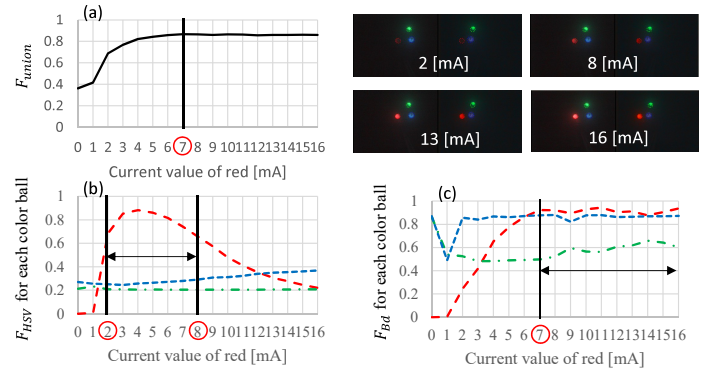 (a)
F_union
1
0.8
0.6
0.4
0.2
0
0 1 2 3 4 5 6 7 8 9 10 11 12 13 14 15 16
Current value of red [mA]
2 [mA]
8 [mA]
13 [mA]
16 [mA]
(b)
F_HSV for each color ball
1
0.8
0.6
0.4
0.2
0
0 1 2 3 4 5 6 7 8 9 10 11 12 13 14 15 16
Current value of red [mA]
(c)
F_Bd for each color ball
1
0.8
0.6
0.4
0.2
0
0 1 2 3 4 5 6 7 8 9 10 11 12 13 14 15 16
Current value of red [mA]